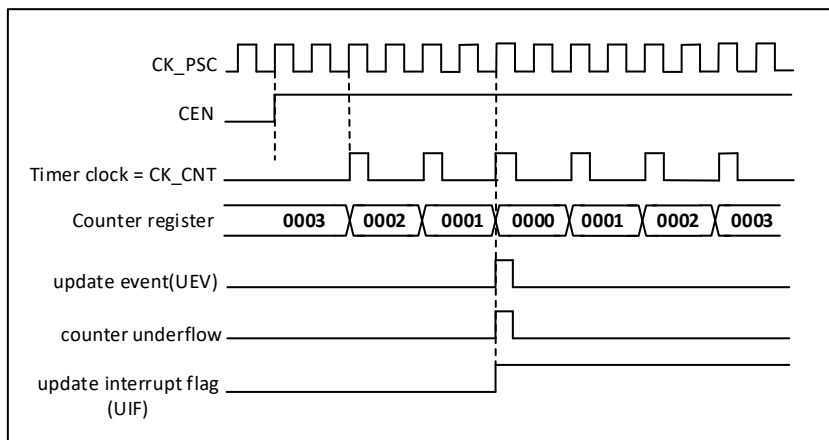 CK_PSC
CEN
Timer clock = CK_CNT
Counter register 0003 0002 0001 0000 0001 0002 0003
update event(UEV)
counter underflow
update interrupt flag
(UIF)